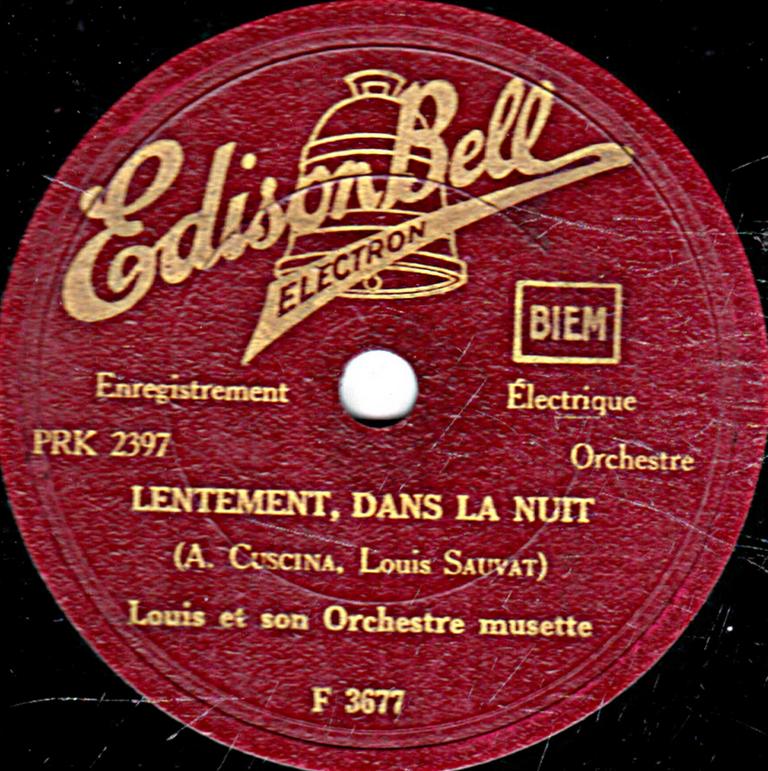 Edison Bell
ELECTRON
BIEM
Enregistrement Électrique
PRK 2397 Orchestre
LENTEMENT, DANS LA NUIT
(A. CUSCINA, Louis SAUVAT)
Louis et son Orchestre musette
F 3677